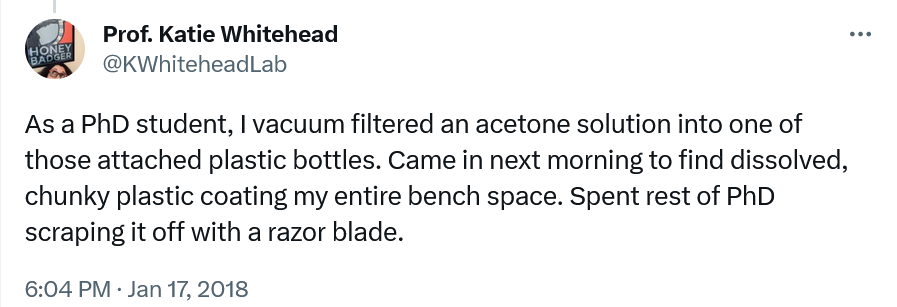 Prof. Katie Whitehead
@KWhiteheadLab
HONEY
BADGER
As a PhD student, I vacuum filtered an acetone solution into one of
those attached plastic bottles. Came in next morning to find dissolved,
chunky plastic coating my entire bench space. Spent rest of PhD
scraping it off with a razor blade.
6:04 PM · Jan 17, 2018